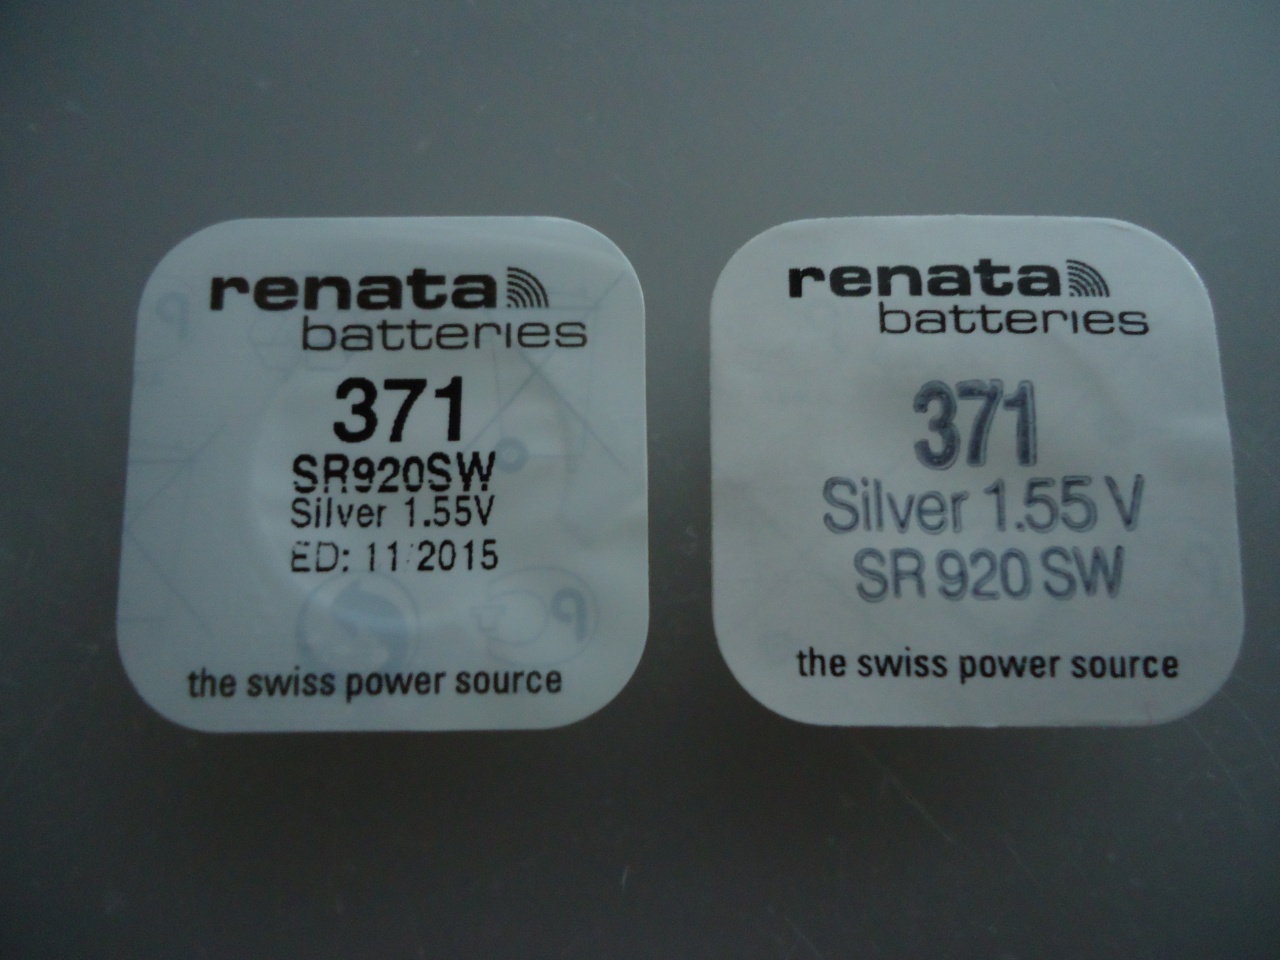 renata
batteries
371
SR920SW
Silver 1.55V
ED: 11/2015
the swiss power source
renata
batteries
371
Silver 1.55 V
SR 920 SW
the swiss power source